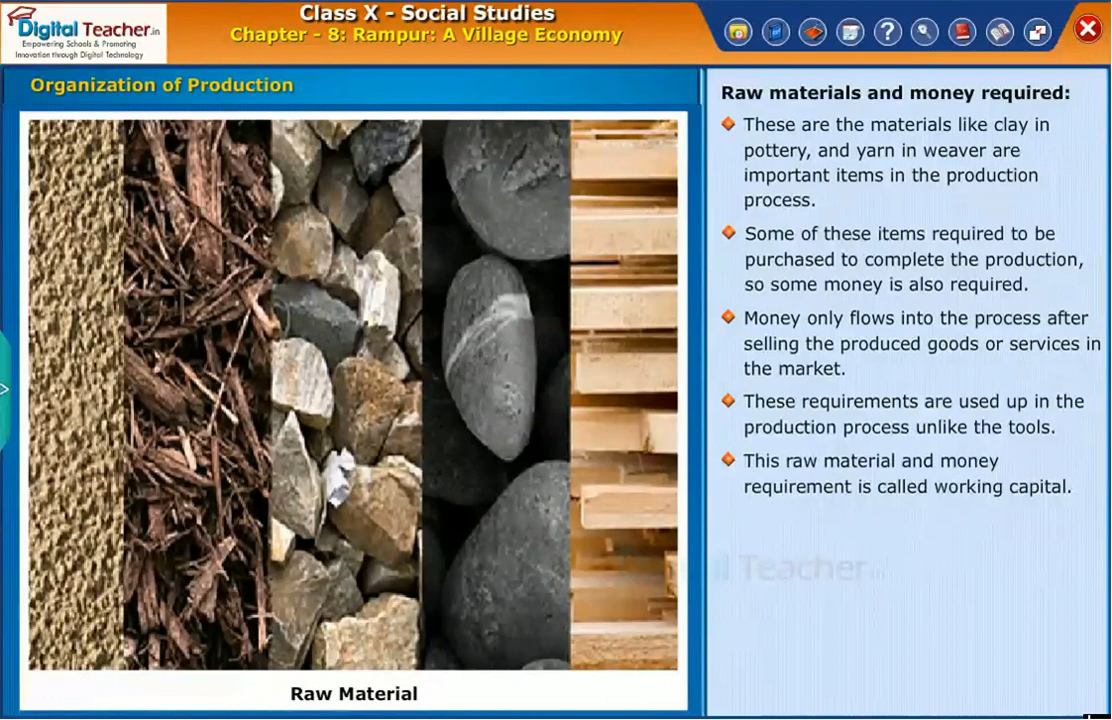 Digital Teacher.in
Empowering Schools & Promoting
Innovation through Digital Technology
Class X - Social Studies
Chapter - 8: Rampur: A Village Economy
Organization of Production
Raw Material
Raw materials and money required:
These are the materials like clay in
pottery, and yarn in weaver are
important items in the production
process.
Some of these items required to be
purchased to complete the production,
so some money is also required.
Money only flows into the process after
selling the produced goods or services in
the market.
These requirements are used up in the
production process unlike the tools.
This raw material and money
requirement is called working capital.
l Teacher.in